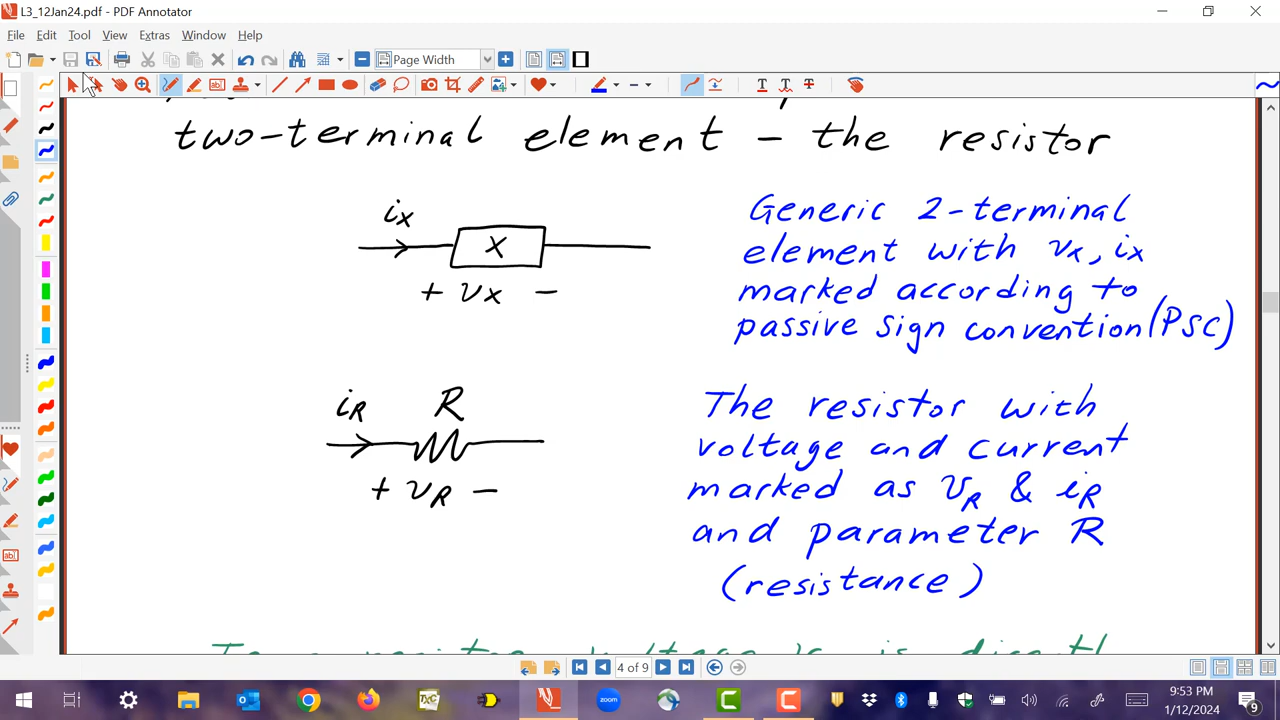 L3_12Jan24.pdf - PDF Annotator
File Edit Tool View Extras Window Help
Page Width
two-terminal element - the resistor
ix
X
+ vx -
Generic 2-terminal
element with vx, ix
marked according to
passive sign convention (PSC)
iR R
+ vR -
The resistor with
voltage and current
marked as vR & iR
and parameter R
(resistance)
4 of 9
zoom
9:53 PM
1/12/2024